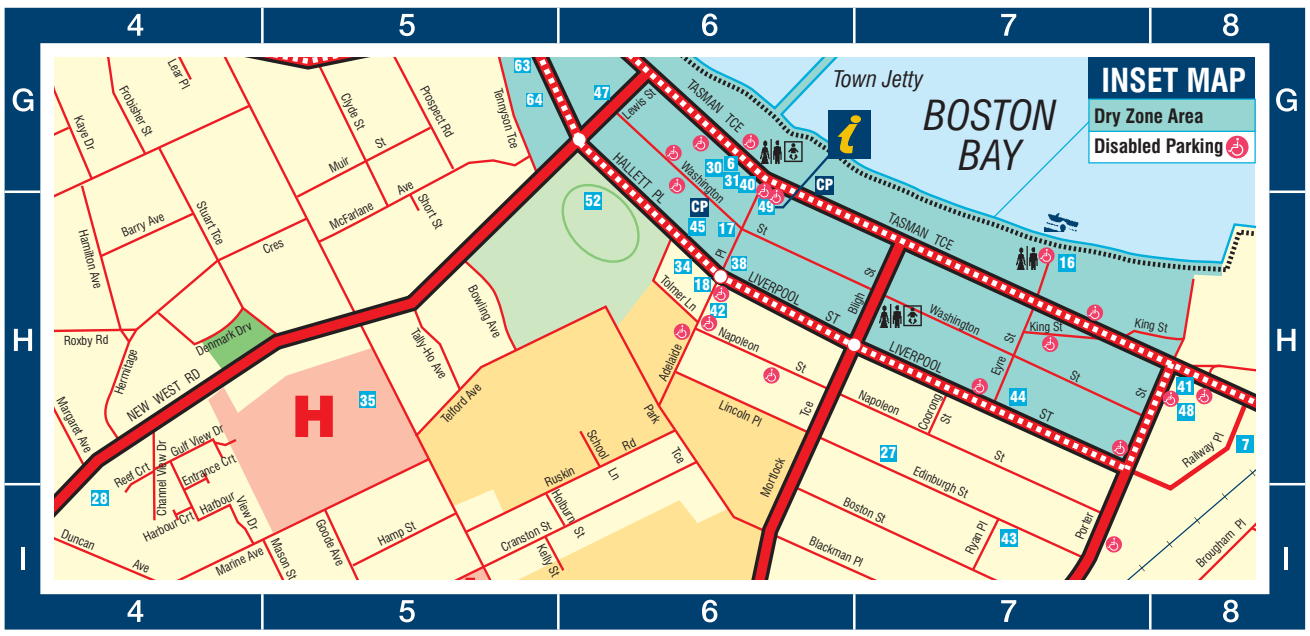 4 5 6 7 8
G
H
I
G
H
I
4 5 6 7 8
INSET MAP
Dry Zone Area
Disabled Parking
Town Jetty
BOSTON
BAY
i
63
64
47
Lear Pl
Frobisher St
Kaye Dr
Clyde St
Prospect Rd
Tennyson Tce
Lewis St
TASMAN TCE
Muir
McFarlane Ave
Short St
HALLETT PL
Washington St
30
6
31
40
49
CP
CP
45
17
52
Barry Ave
Stuart Tce
Cres
Hamilton Ave
TASMAN TCE
16
Pl
38
34
18
42
Tolmer Ln
LIVERPOOL ST
Bligh St
Washington St
King St
King St
Bowling Ave
Tally-Ho Ave
Denmark Drv
Roxby Rd
Hermitage
NEW WEST RD
Margaret Ave
Napoleon St
Adelaide
LIVERPOOL ST
Eyre St
St
44
41
48
7
H
35
Telford Ave
Lincoln Pl
Park Tce
Tce
Mortlock
Napoleon St
Coorong St
Railway Pl
27
Edinburgh St
Gulf View Dr
Reef Crt
Entrance Crt
Channel View Dr
28
School Ln
Ruskin Rd
Harbour View Dr
Harbour Crt
Holburn St
Boston St
Ryan Pl
43
Porter
Duncan Ave
Marine Ave
Mason St
Goode Ave
Hamp St
Cranston St
Kelly St
Blackman Pl
Brougham Pl